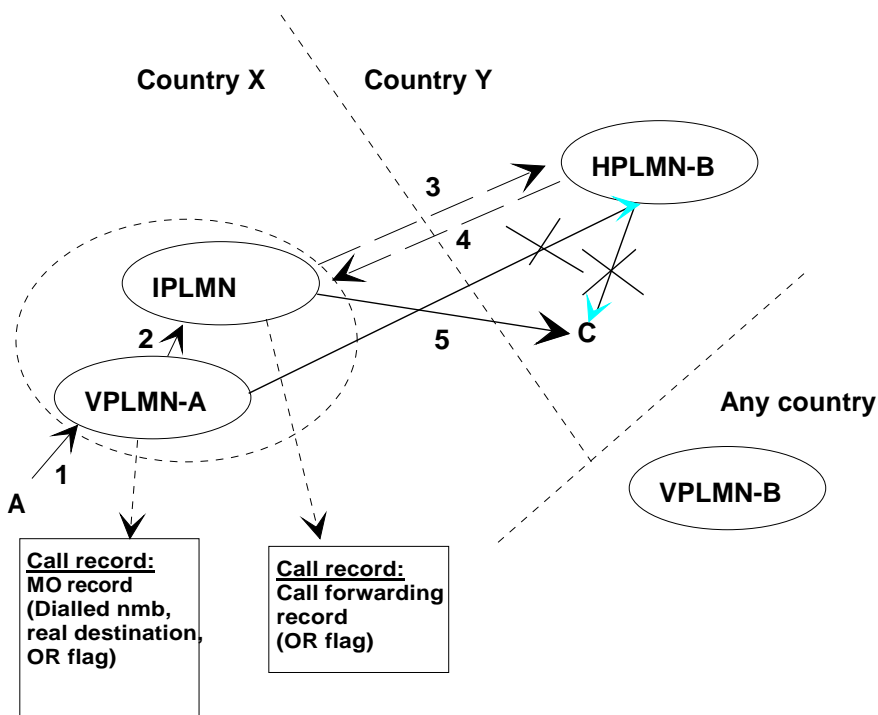 Country X
Country Y
HPLMN-B
3
4
IPLMN
2
5
C
VPLMN-A
Any country
1
A
VPLMN-B
Call record:
MO record
(Dialled nmb,
real destination,
OR flag)
Call record:
Call forwarding
record
(OR flag)